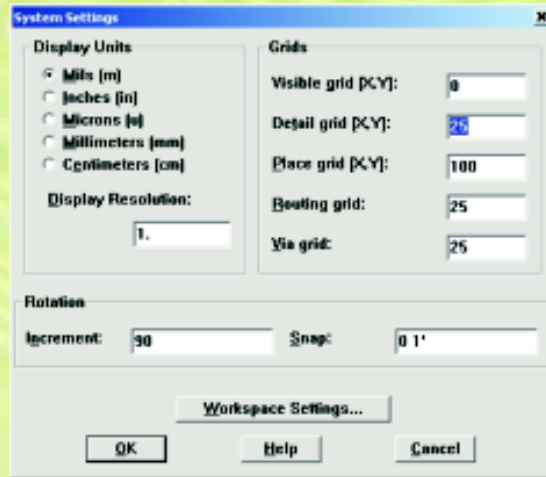 System Settings
Display Units
Mils (m)
Inches (in)
Microns (u)
Millimeters (mm)
Centimeters (cm)
Display Resolution:
1.
Grids
Visible grid [X,Y]: 0
Detail grid [X,Y]: 25
Place grid [X,Y]: 100
Routing grid: 25
Via grid: 25
Rotation
Increment: 90 Snap: 0 1'
Workspace Settings...
OK Help Cancel